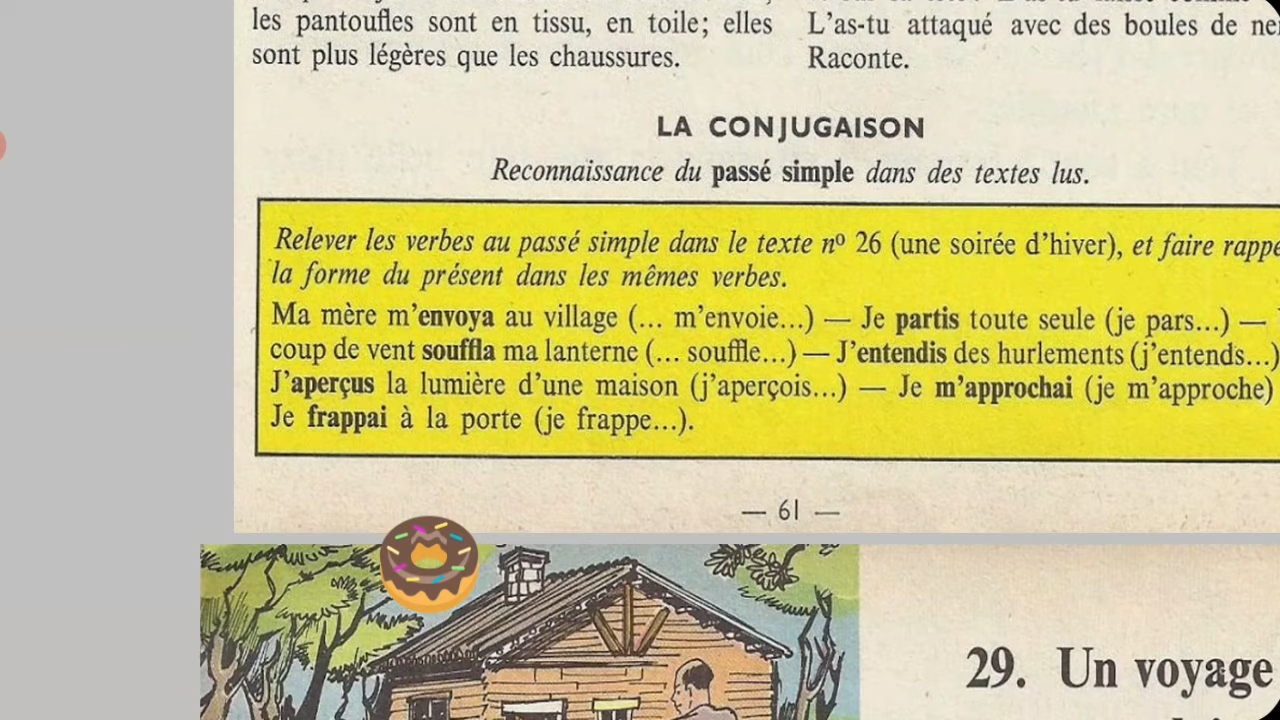 les pantoufles sont en tissu, en toile; elles
sont plus légères que les chaussures.
L'as-tu attaqué avec des boules de
Raconte.
LA CONJUGAISON
Reconnaissance du passé simple dans des textes lus.
Relever les verbes au passé simple dans le texte nº 26 (une soirée d'hiver), et faire
la forme du présent dans les mêmes verbes.
Ma mère m'envoya au village (... m'envoie...) — Je partis toute seule (je pars...) —
coup de vent souffla ma lanterne (... souffle...) — J'entendis des hurlements (j'entends...)
J'aperçus la lumière d'une maison (j'aperçois...) — Je m'approchai (je m'approche)
Je frappai à la porte (je frappe...).
— 61 —
29. Un voyage